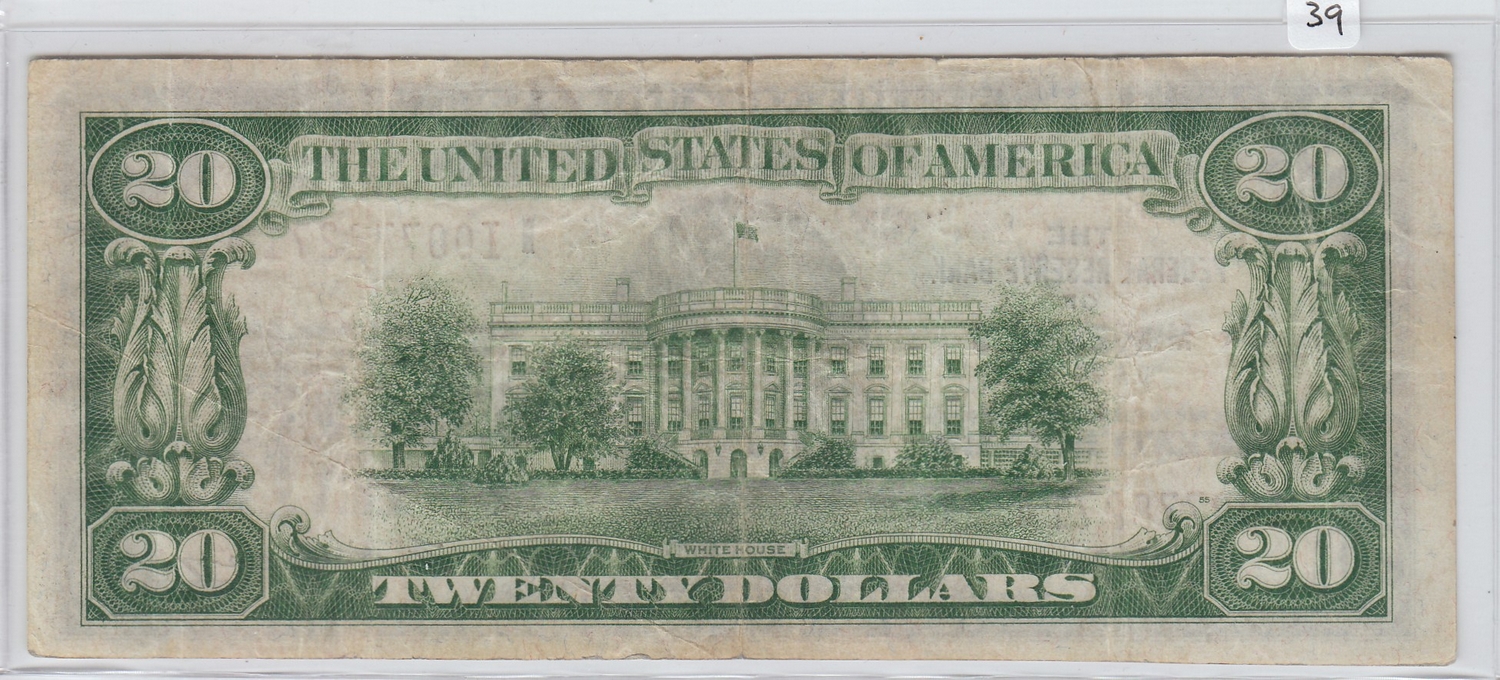 39
20 THE UNITED STATES OF AMERICA 20
WHITE HOUSE
20 TWENTY DOLLARS 20